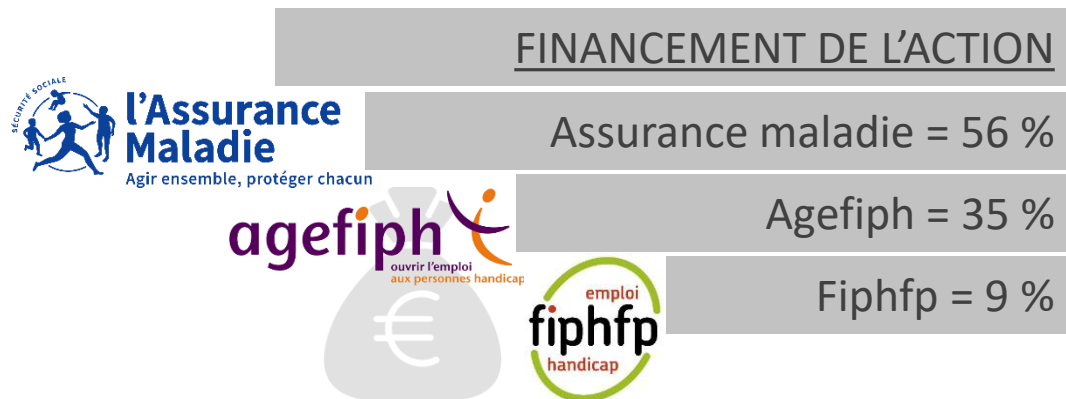 FINANCEMENT DE L’ACTION
SÉCURITÉ SOCIALE
l’Assurance
Maladie
Agir ensemble, protéger chacun
Assurance maladie = 56 %
agefiph
ouvrir l’emploi
aux personnes handicap
Agefiph = 35 %
emploi
fiphfp
handicap
Fiphfp = 9 %
€